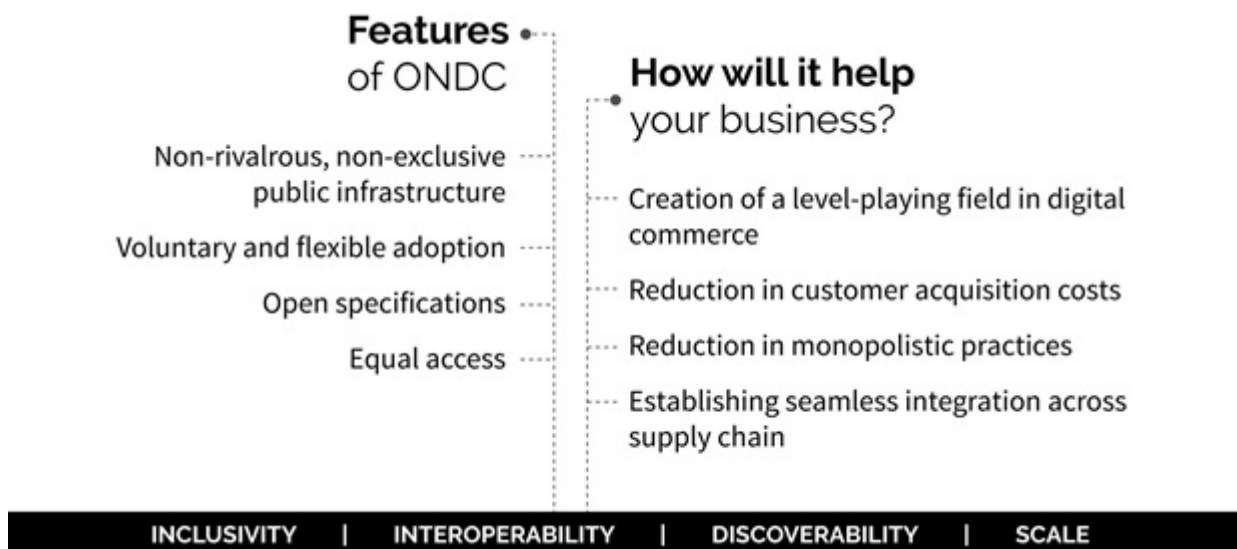 Features
of ONDC
Non-rivalrous, non-exclusive
public infrastructure
Voluntary and flexible adoption
Open specifications
Equal access
How will it help
your business?
Creation of a level-playing field in digital
commerce
Reduction in customer acquisition costs
Reduction in monopolistic practices
Establishing seamless integration across
supply chain
INCLUSIVITY | INTEROPERABILITY | DISCOVERABILITY | SCALE